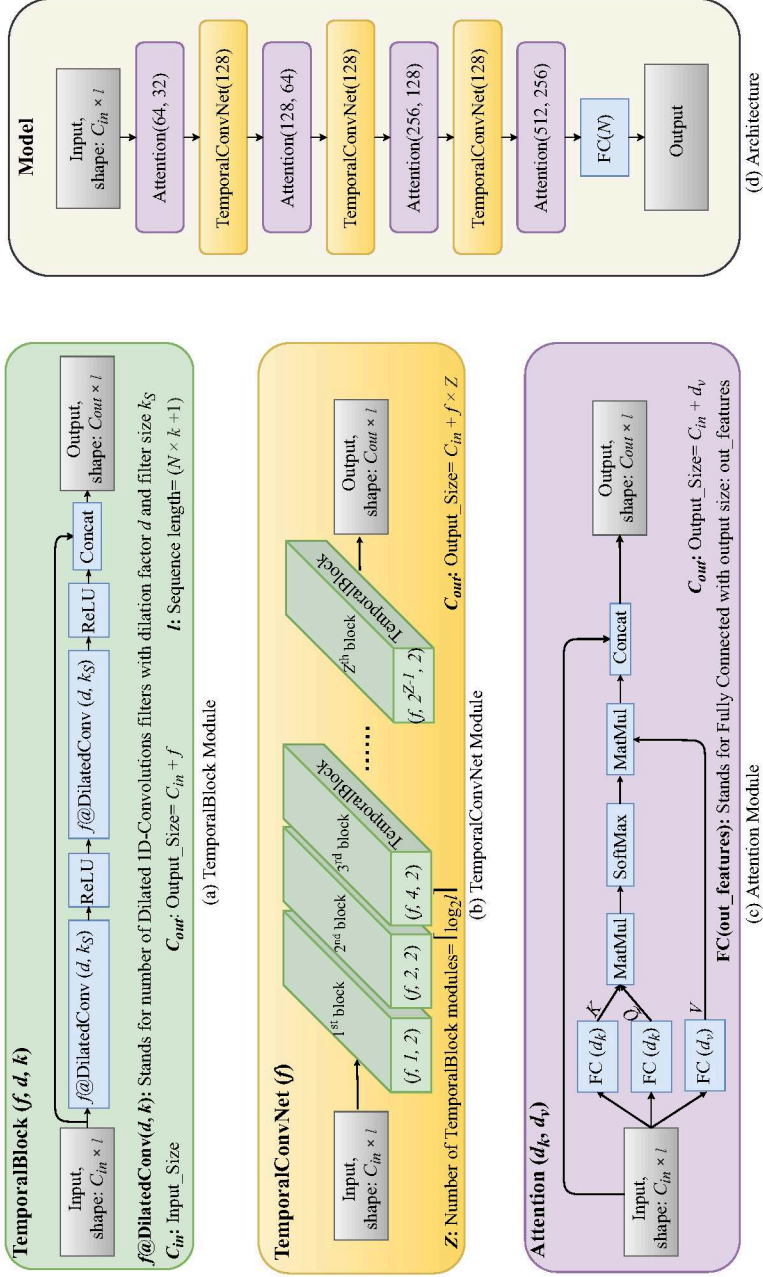 TemporalBlock (f, d, k)
Input,
shape: Cin × l
f@DilatedConv (d, kS)
ReLU
f@DilatedConv (d, kS)
ReLU
Concat
Output,
shape: Cout × l
f@DilatedConv(d, k): Stands for number of Dilated 1D-Convolutions filters with dilation factor d and filter size kS
Cin: Input_Size
Cout: Output_Size= Cin + f
l: Sequence length= (N × k +1)
(a) TemporalBlock Module
TemporalConvNet (f)
Input,
shape: Cin × l
1st block
(f, 1, 2)
2nd block
(f, 2, 2)
3rd block
(f, 4, 2)
TemporalBlock
......
Zth block
(f, 2Z-1, 2)
TemporalBlock
Output,
shape: Cout × l
Z: Number of TemporalBlock modules= ⌈log2l⌉
Cout: Output_Size= Cin + f × Z
(b) TemporalConvNet Module
Attention (dk, dv)
Input,
shape: Cin × l
FC (dk)
FC (dk)
FC (dv)
K
Q
V
MatMul
SoftMax
MatMul
Concat
Output,
shape: Cout × l
Cout: Output_Size= Cin + dv
FC(out_features): Stands for Fully Connected with output size: out_features
(c) Attention Module
Model
Input,
shape: Cin × l
Attention(64, 32)
TemporalConvNet(128)
Attention(128, 64)
TemporalConvNet(128)
Attention(256, 128)
TemporalConvNet(128)
Attention(512, 256)
FC(N)
Output
(d) Architecture